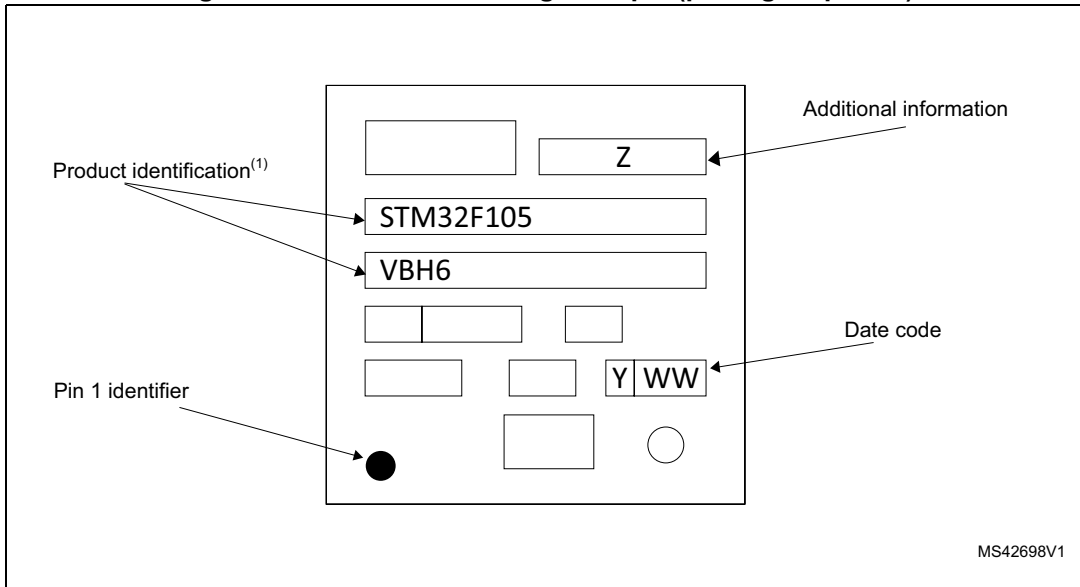 Additional information
Z
Product identification(1)
STM32F105
VBH6
Date code
Y WW
Pin 1 identifier
MS42698V1